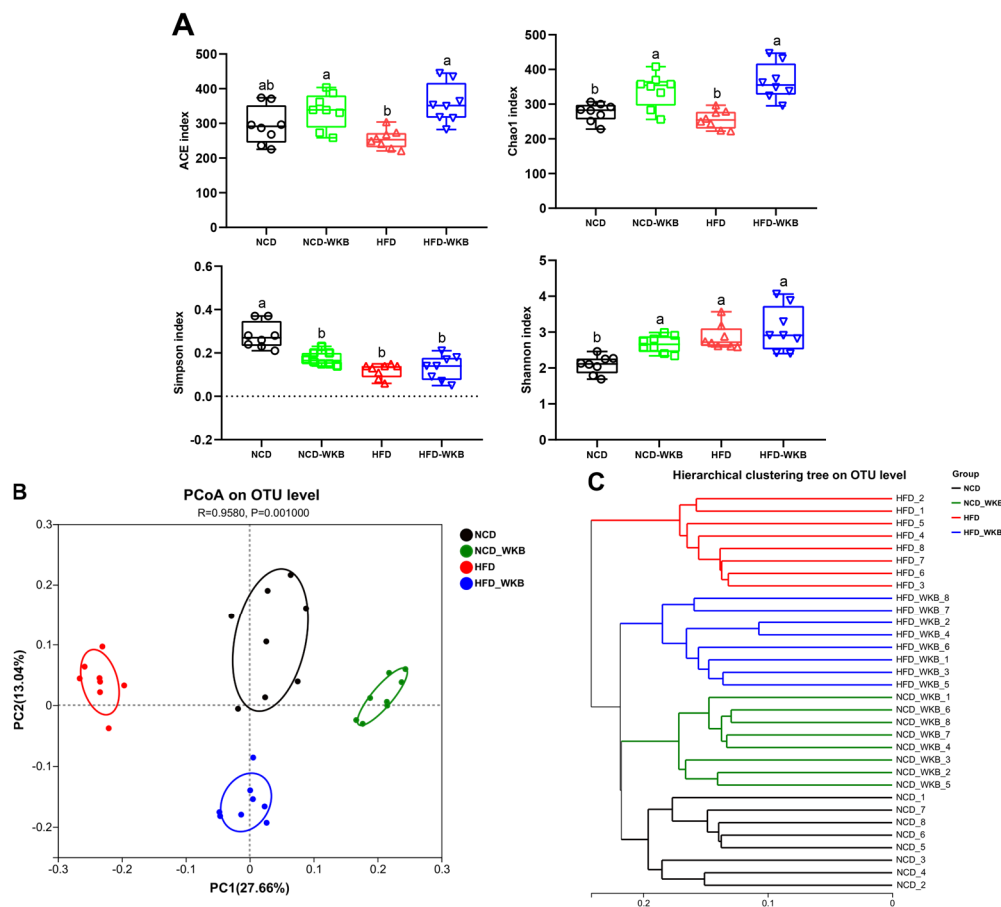 A
500
400
300
200
100
0
ACE index
ab
a
b
a
NCD
NCD-WKB
HFD
HFD-WKB
500
400
300
200
100
0
Chao1 index
b
a
b
a
NCD
NCD-WKB
HFD
HFD-WKB
0.6
0.4
0.2
0.0
-0.2
Simpson index
a
b
b
b
NCD
NCD-WKB
HFD
HFD-WKB
5
4
3
2
1
0
Shannon index
b
a
a
a
NCD
NCD-WKB
HFD
HFD-WKB
B
PCoA on OTU level
R=0.9580, P=0.001000
0.3
0.2
0.1
0
-0.1
-0.2
PC2(13.04%)
-0.3
-0.2
-0.1
0
0.1
0.2
0.3
PC1(27.66%)
NCD
NCD_WKB
HFD
HFD_WKB
C
Hierarchical clustering tree on OTU level
Group
NCD
NCD_WKB
HFD
HFD_WKB
HFD_2
HFD_1
HFD_5
HFD_4
HFD_8
HFD_7
HFD_6
HFD_3
HFD_WKB_8
HFD_WKB_7
HFD_WKB_2
HFD_WKB_4
HFD_WKB_6
HFD_WKB_1
HFD_WKB_3
HFD_WKB_5
NCD_WKB_1
NCD_WKB_6
NCD_WKB_8
NCD_WKB_7
NCD_WKB_4
NCD_WKB_3
NCD_WKB_2
NCD_WKB_5
NCD_1
NCD_7
NCD_8
NCD_6
NCD_5
NCD_3
NCD_4
NCD_2
0.2
0.1
0